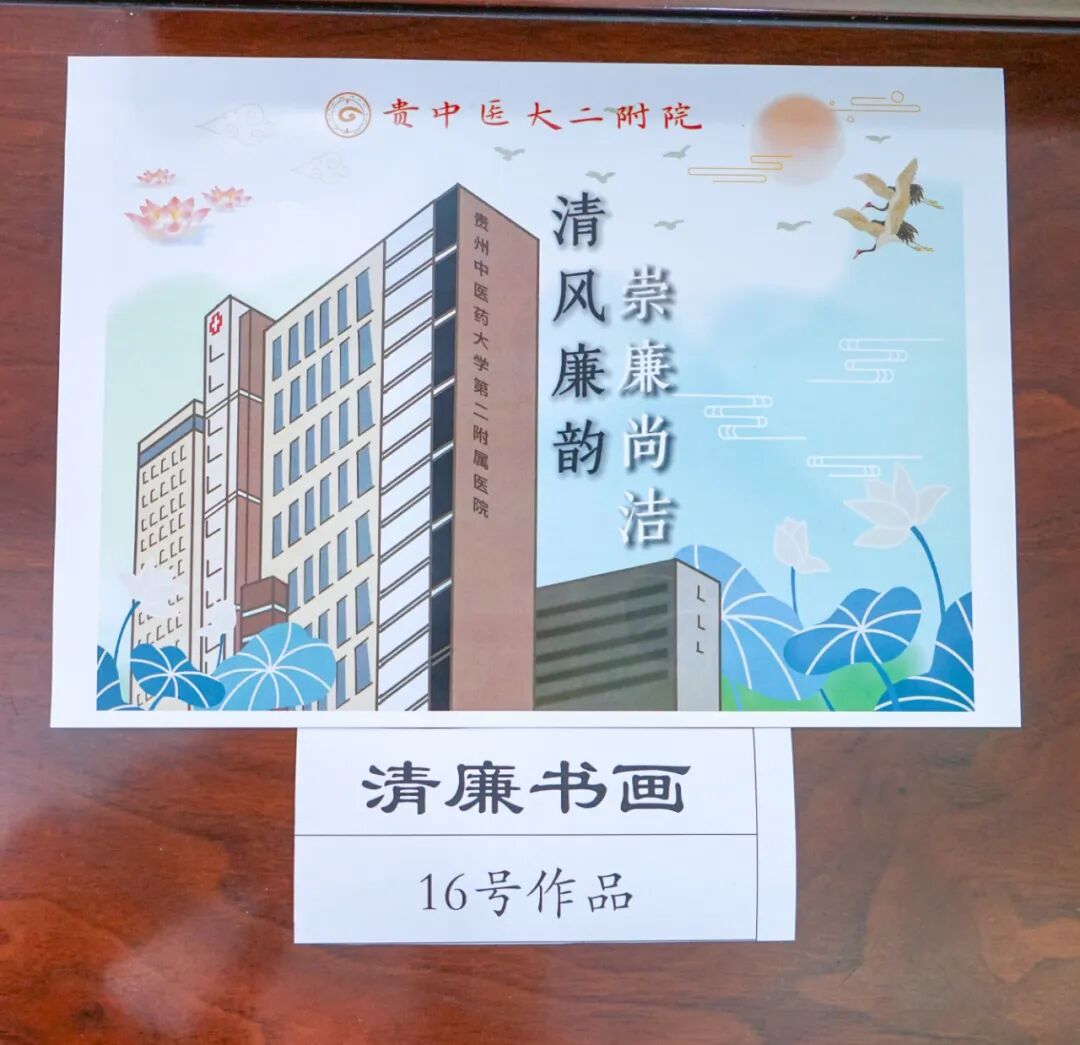 贵中医大二附院
清风廉韵
崇廉尚洁
贵州中医药大学第二附属医院
清廉书画
16号作品